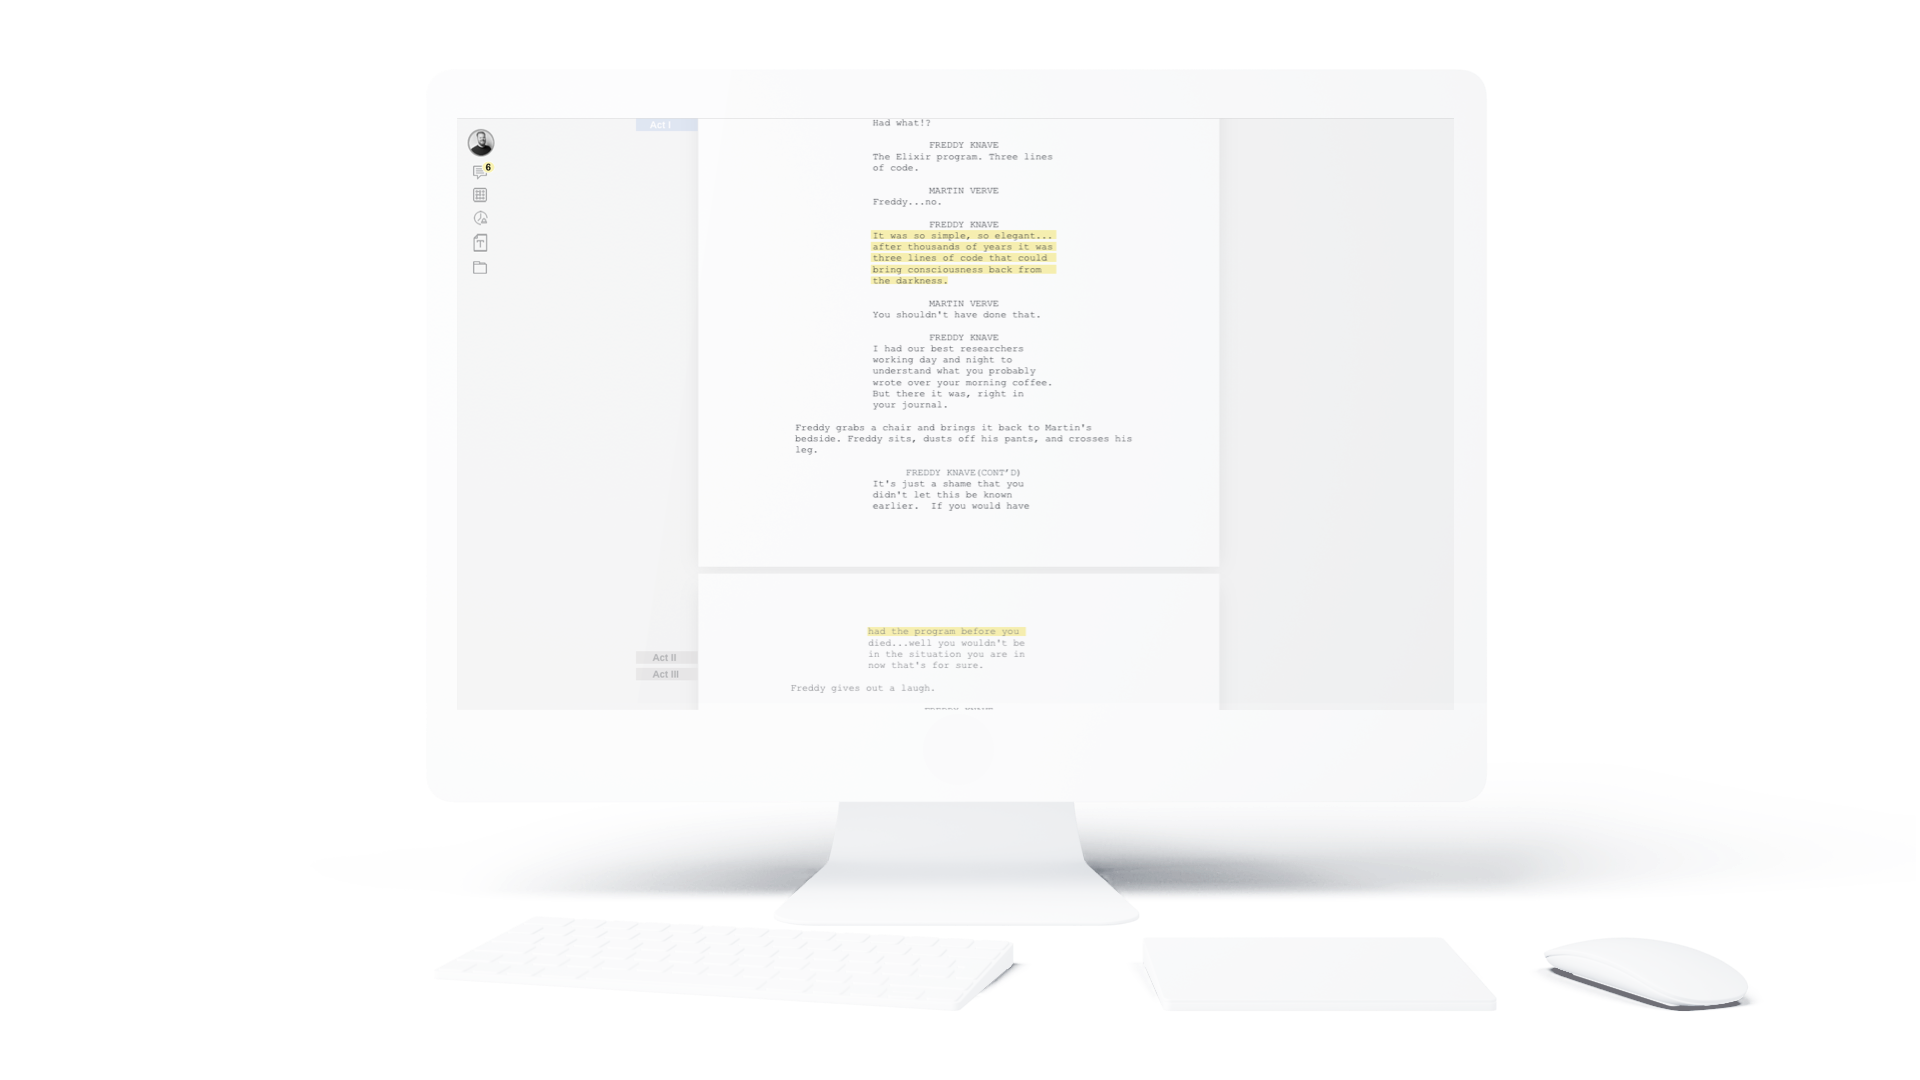 Act I
6
Had what!?
FREDDY KNAVE
The Elixir program. Three lines
of code.
MARTIN VERVE
Freddy...no.
FREDDY KNAVE
It was so simple, so elegant...
after thousands of years it was
three lines of code that could
bring consciousness back from
the darkness.
MARTIN VERVE
You shouldn't have done that.
FREDDY KNAVE
I had our best researchers
working day and night to
understand what you probably
wrote over your morning coffee.
But there it was, right in
your journal.
Freddy grabs a chair and brings it back to Martin's
bedside. Freddy sits, dusts off his pants, and crosses his
leg.
FREDDY KNAVE(CONT'D)
It's just a shame that you
didn't let this be known
earlier.  If you would have
had the program before you
died...well you wouldn't be
in the situation you are in
now that's for sure.
Act II
Act III
Freddy gives out a laugh.